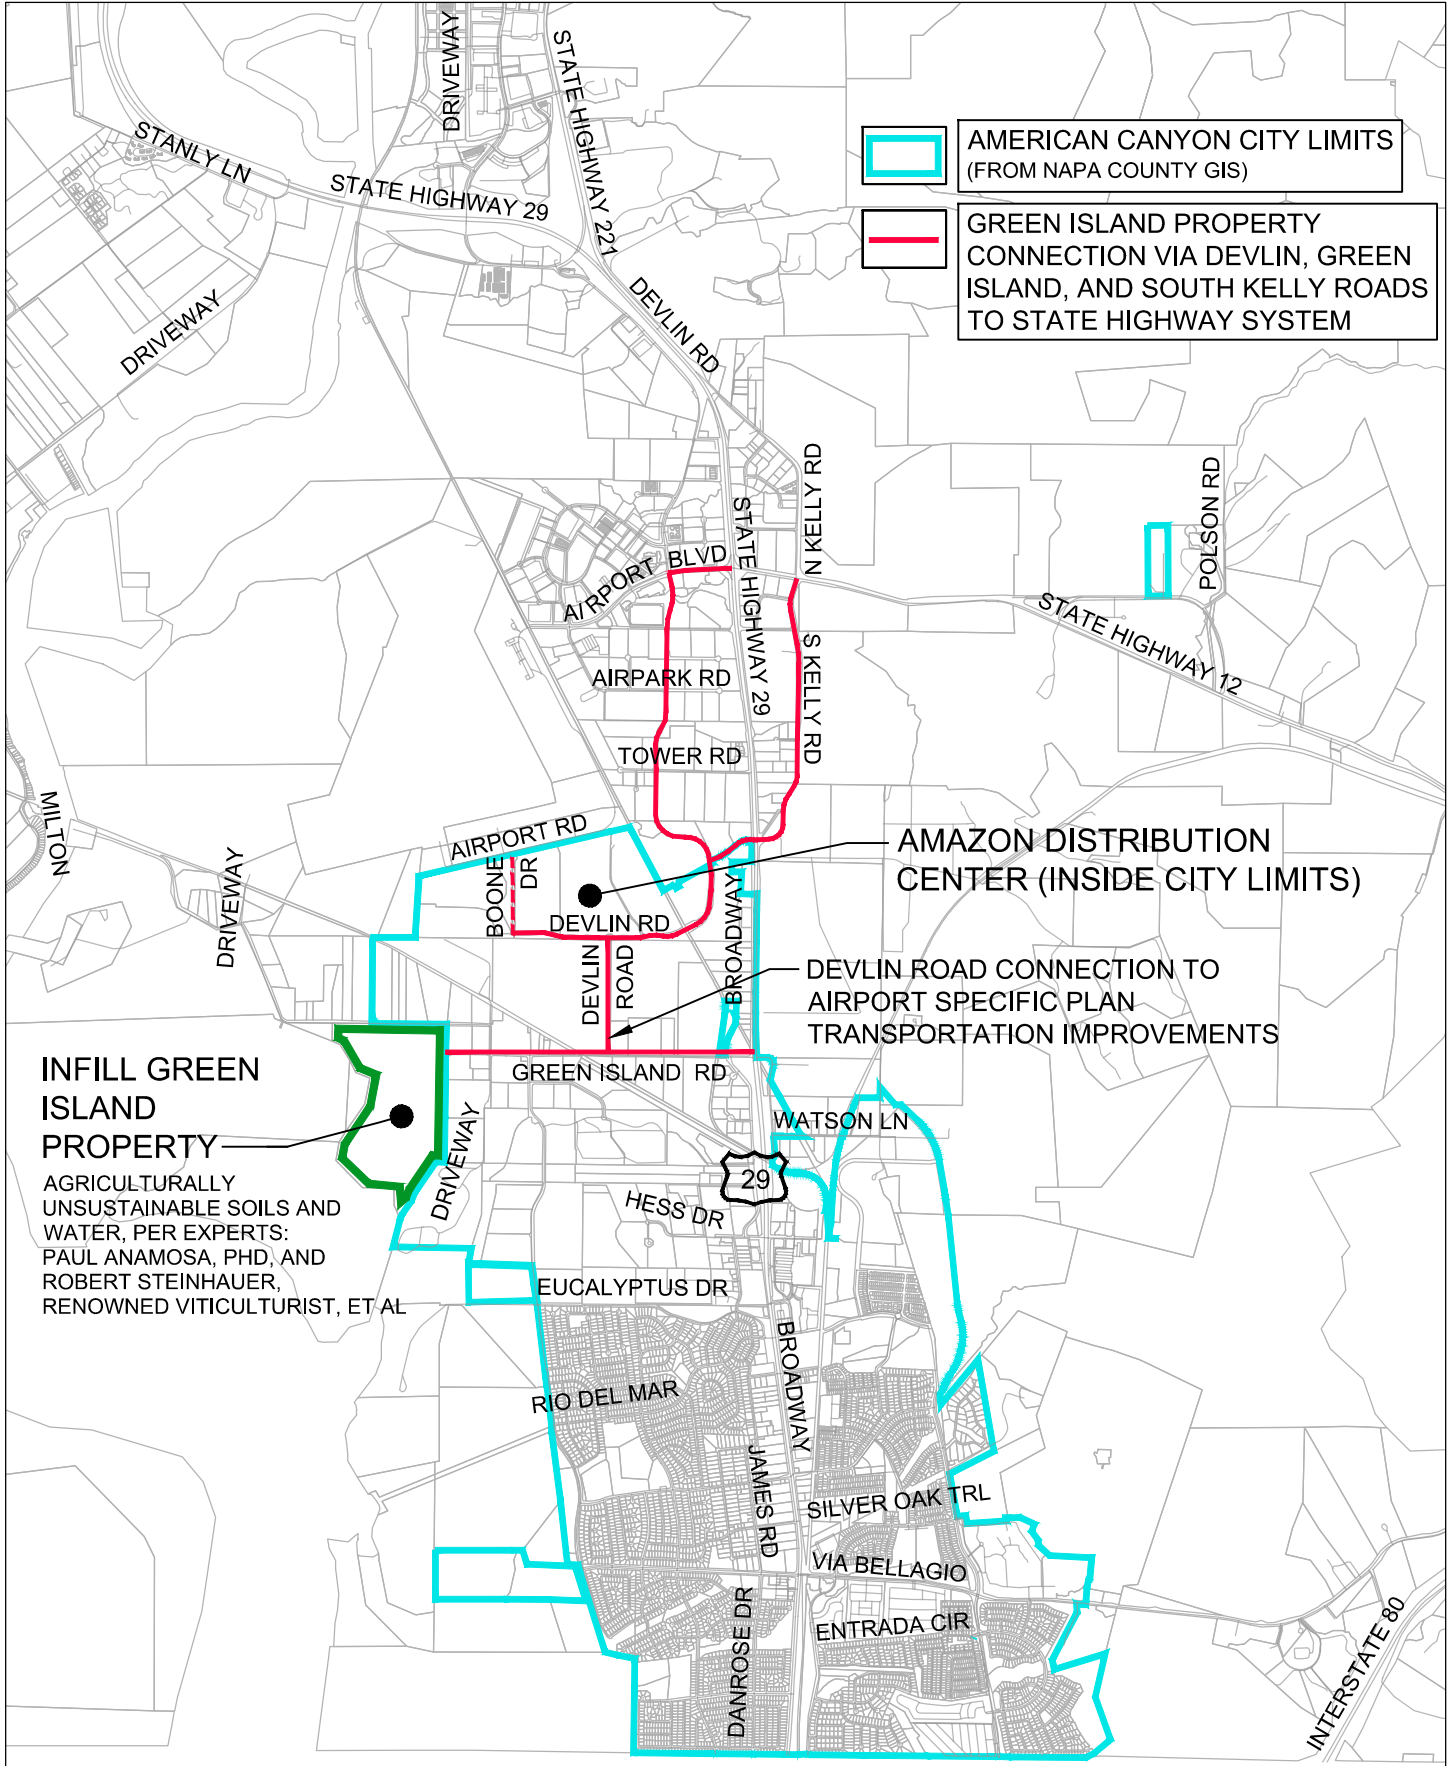 DRIVEWAY
STATE HIGHWAY 221
STANLY LN
STATE HIGHWAY 29
AMERICAN CANYON CITY LIMITS
(FROM NAPA COUNTY GIS)
GREEN ISLAND PROPERTY
CONNECTION VIA DEVLIN, GREEN
ISLAND, AND SOUTH KELLY ROADS
TO STATE HIGHWAY SYSTEM
DRIVEWAY
DEVLIN RD
N KELLY RD
POLSON RD
STATE HIGHWAY 29
AIRPORT BLVD
STATE HIGHWAY 12
S KELLY RD
AIRPARK RD
TOWER RD
MILTON
AIRPORT RD
DRIVEWAY
BOONE
DR
AMAZON DISTRIBUTION
CENTER (INSIDE CITY LIMITS)
DEVLIN RD
BROADWAY
DEVLIN
ROAD
DEVLIN ROAD CONNECTION TO
AIRPORT SPECIFIC PLAN
TRANSPORTATION IMPROVEMENTS
GREEN ISLAND RD
INFILL GREEN
ISLAND
PROPERTY
AGRICULTURALLY
UNSUSTAINABLE SOILS AND
WATER, PER EXPERTS:
PAUL ANAMOSA, PHD, AND
ROBERT STEINHAUER,
RENOWNED VITICULTURIST, ET AL
DRIVEWAY
WATSON LN
29
HESS DR
EUCALYPTUS DR
BROADWAY
RIO DEL MAR
JAMES RD
SILVER OAK TRL
VIA BELLAGIO
DANROSE DR
ENTRADA CIR
INTERSTATE 80